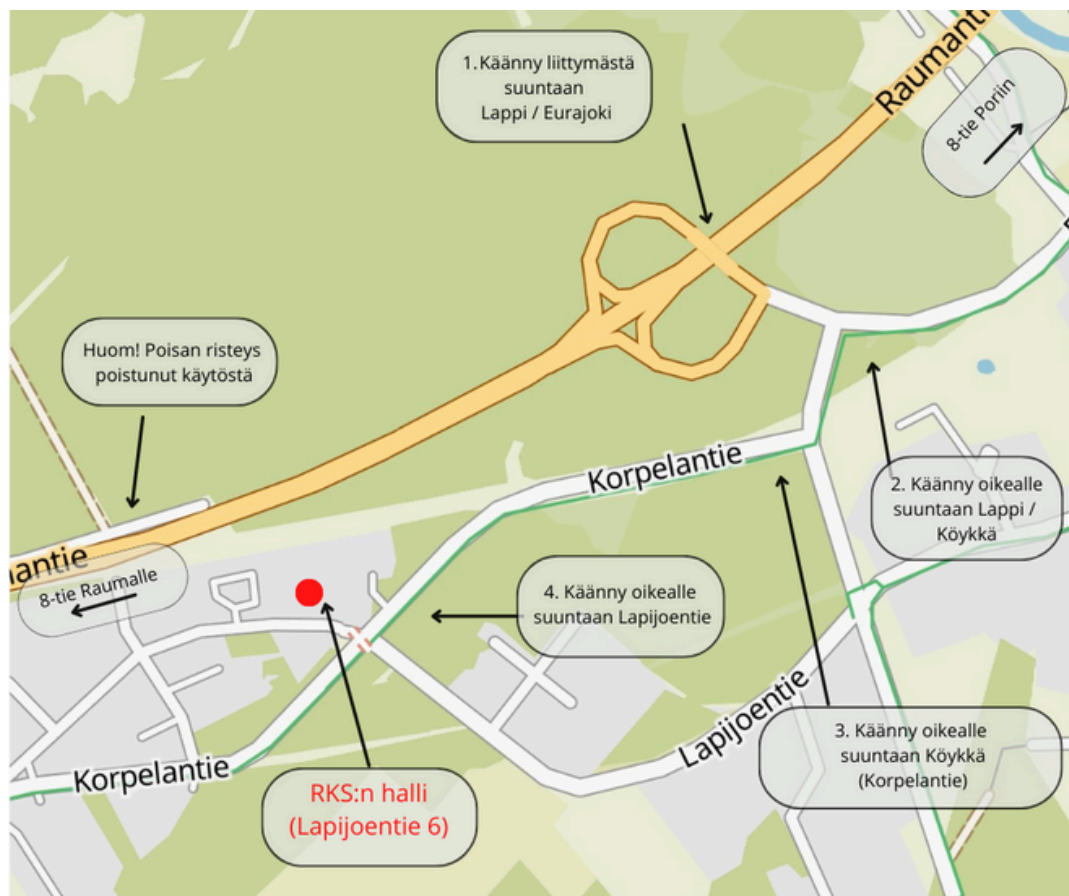 1. Käänny liittymästä
suuntaan
Lappi / Eurajoki
Raumanti
8-tie Poriin
Huom! Poisan risteys
poistunut käytöstä
mantie
8-tie Raumalle
Korpelantie
2. Käänny oikealle
suuntaan Lappi /
Köykkä
4. Käänny oikealle
suuntaan Lapijoentie
Lapijoentie
3. Käänny oikealle
suuntaan Köykkä
(Korpelantie)
Korpelantie
RKS:n halli
(Lapijoentie 6)